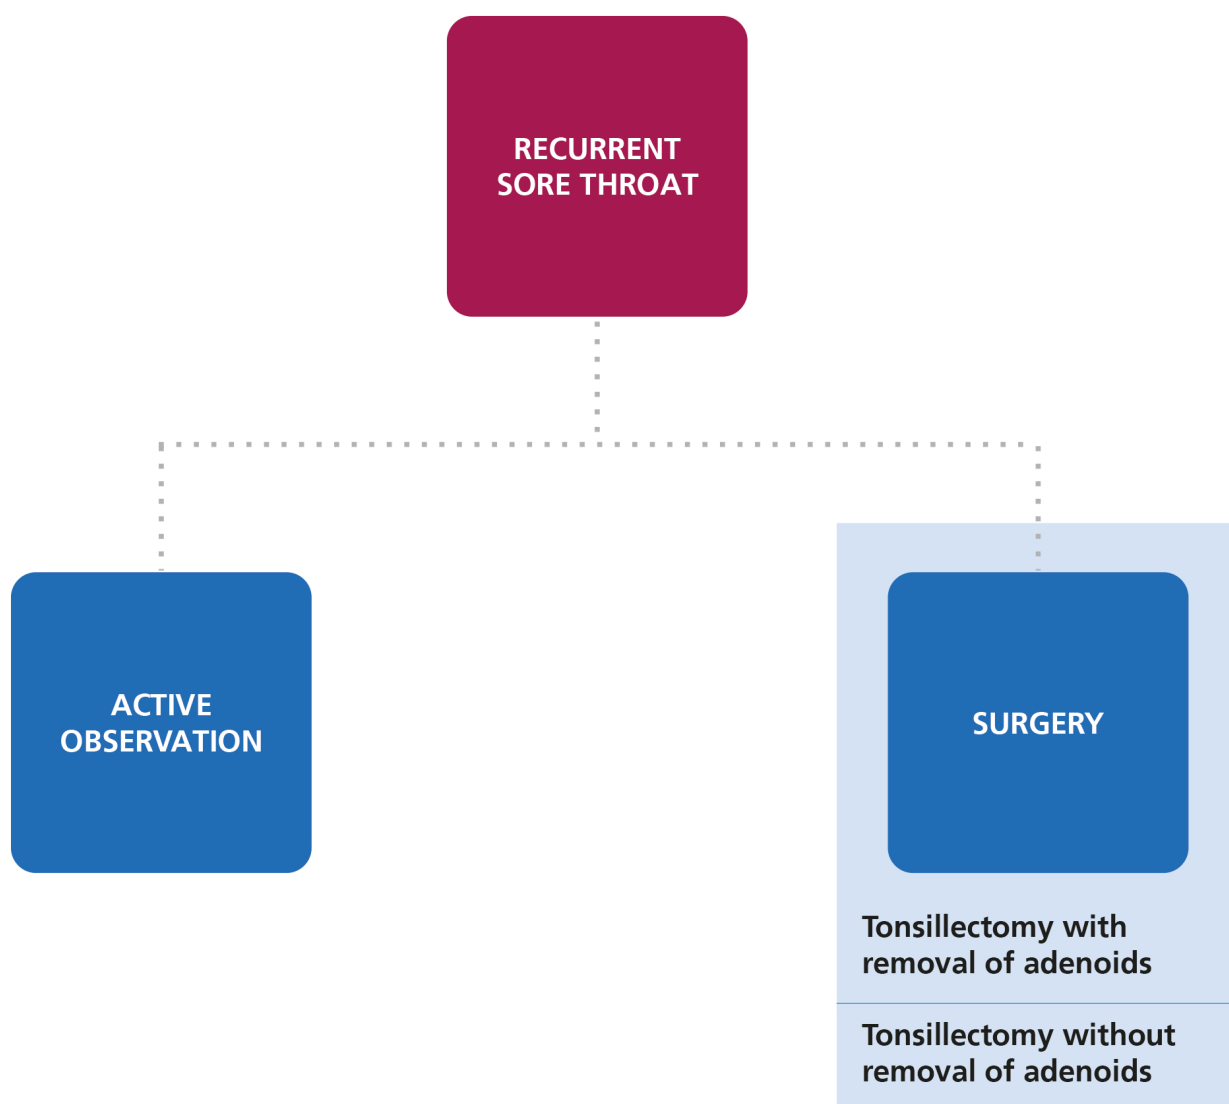 RECURRENT
SORE THROAT
ACTIVE
OBSERVATION
SURGERY
Tonsillectomy with
removal of adenoids
Tonsillectomy without
removal of adenoids